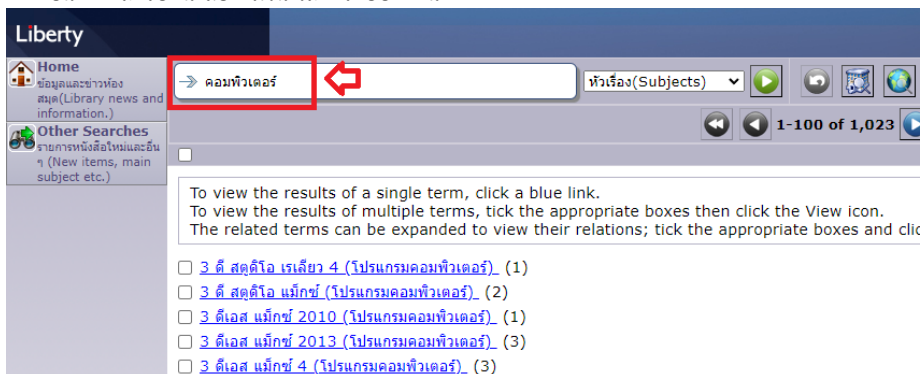 Liberty
Home
ข้อมูลและข่าวห้อง
สมุด(Library news and
information.)
Other Searches
รายการหนังสือใหม่และอื่น
ๆ (New items, main
subject etc.)
คอมพิวเตอร์
หัวเรื่อง(Subjects)
1-100 of 1,023
To view the results of a single term, click a blue link.
To view the results of multiple terms, tick the appropriate boxes then click the View icon.
The related terms can be expanded to view their relations; tick the appropriate boxes and clic
3 ดี สตูดิโอ เรเลียว 4 (โปรแกรมคอมพิวเตอร์) (1)
3 ดี สตูดิโอ แม็กซ์ (โปรแกรมคอมพิวเตอร์) (2)
3 ดีเอส แม็กซ์ 2010 (โปรแกรมคอมพิวเตอร์) (1)
3 ดีเอส แม็กซ์ 2013 (โปรแกรมคอมพิวเตอร์) (3)
3 ดีเอส แม็กซ์ 4 (โปรแกรมคอมพิวเตอร์) (3)